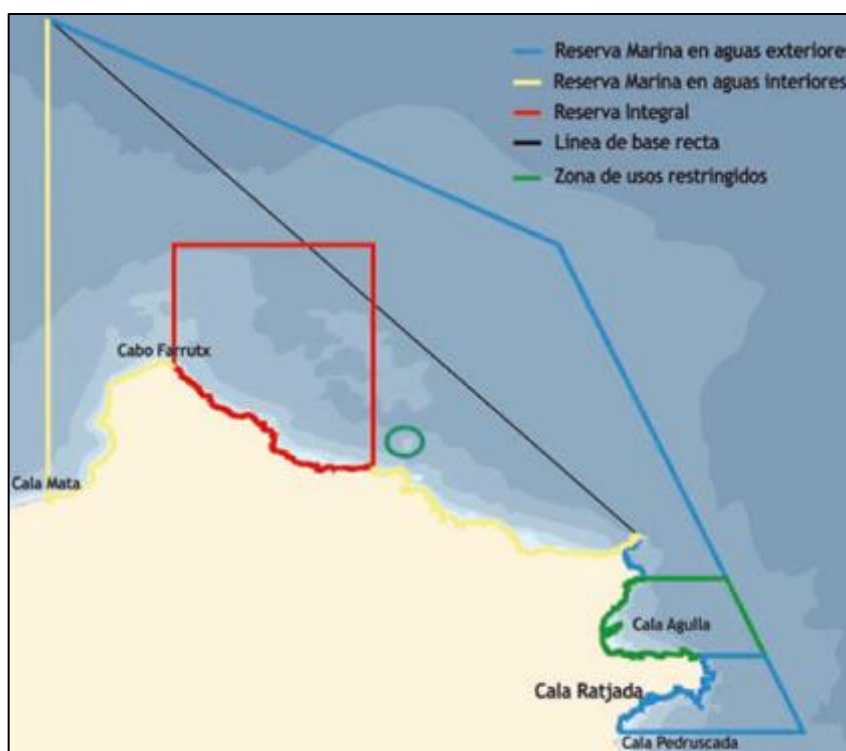 Reserva Marina en aguas exteriores
Reserva Marina en aguas interiores
Reserva Integral
Linea de base recta
Zona de usos restringidos
Cabo Farrutx
Cala Mata
Cala Agulla
Cala Ratjada
Cala Pedruscada